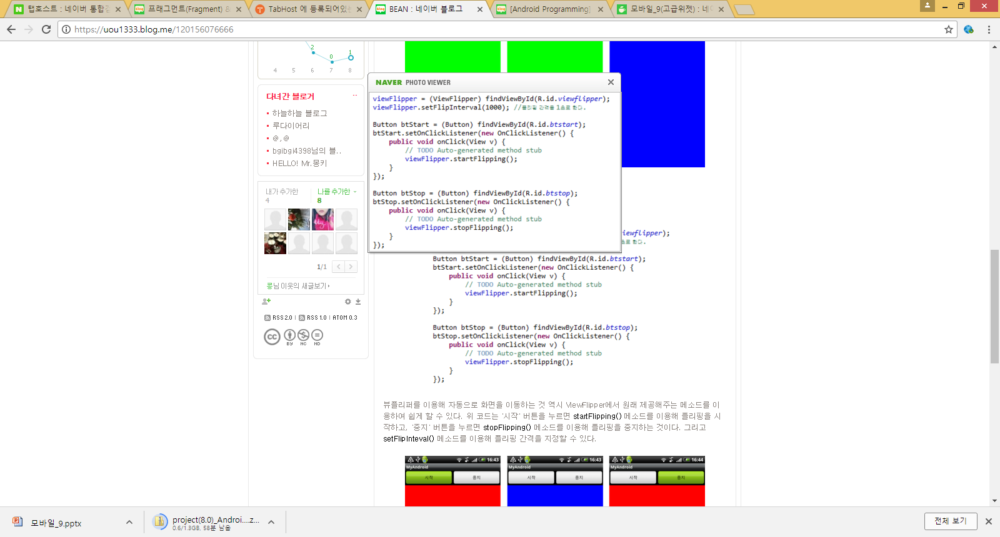 탭호스트 : 네이버 통합검
프래그먼트(Fragment) &
TabHost 에 등록되어있는
BEAN : 네이버 블로그
[Android Programming]
모바일_9(고급위젯) : 네이
https://uou1333.blog.me/120156076666
2
0
1
4 5 6 7 8
다녀간 블로거
하늘하늘 블로그
루다이어리
@,@
bgibgi4398님의 블..
HELLO! Mr.몽키
내가 추가한
4
나를 추가한
8
1/1
콩님 이웃의 새글보기
RSS 2.0 | RSS 1.0 | ATOM 0.3
cc
BY NC ND
NAVER PHOTO VIEWER
viewFlipper = (ViewFlipper) findViewById(R.id.viewflipper);
viewFlipper.setFlipInterval(1000); //플리핑 간격을 1초로 한다.
Button btStart = (Button) findViewById(R.id.btstart);
btStart.setOnClickListener(new OnClickListener() {
public void onClick(View v) {
// TODO Auto-generated method stub
viewFlipper.startFlipping();
}
});
Button btStop = (Button) findViewById(R.id.btstop);
btStop.setOnClickListener(new OnClickListener() {
public void onClick(View v) {
// TODO Auto-generated method stub
viewFlipper.stopFlipping();
}
});
viewflipper);
초로 한다.
Button btStart = (Button) findViewById(R.id.btstart);
btStart.setOnClickListener(new OnClickListener() {
public void onClick(View v) {
// TODO Auto-generated method stub
viewFlipper.startFlipping();
}
});
Button btStop = (Button) findViewById(R.id.btstop);
btStop.setOnClickListener(new OnClickListener() {
public void onClick(View v) {
// TODO Auto-generated method stub
viewFlipper.stopFlipping();
}
});
뷰플리퍼를 이용해 자동으로 화면을 이동하는 것 역시 ViewFlipper에서 원래 제공해주는 메소드를 이
용하여 쉽게 할 수 있다. 위 코드는 '시작' 버튼을 누르면 startFlipping() 메소드를 이용해 플리핑을 시
작하고, '중지' 버튼을 누르면 stopFlipping() 메소드를 이용해 플리핑을 중지하는 것이다. 그리고
setFlipInteval() 메소드를 이용해 플리핑 간격을 지정할 수 있다.
16:43
MyAndroid
시작 중지
16:43
MyAndroid
시작 중지
16:44
MyAndroid
시작 중지
모바일_9.pptx
project(8.0)_Androi....z...
0.6/1.3GB, 58분 남음
전체 보기